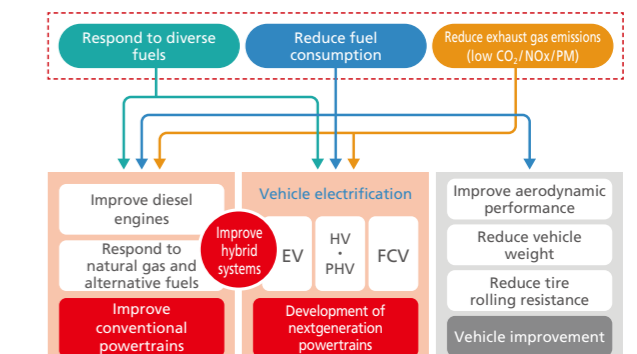 Respond to diverse
fuels
Reduce fuel
consumption
Reduce exhaust gas emissions
(low CO₂/NOx/PM)
Improve diesel
engines
Respond to
natural gas and
alternative fuels
Improve
conventional
powertrains
Improve
hybrid
systems
Vehicle electrification
EV
HV
・
PHV
FCV
Development of
nextgeneration
powertrains
Improve aerodynamic
performance
Reduce vehicle
weight
Reduce tire
rolling resistance
Vehicle improvement